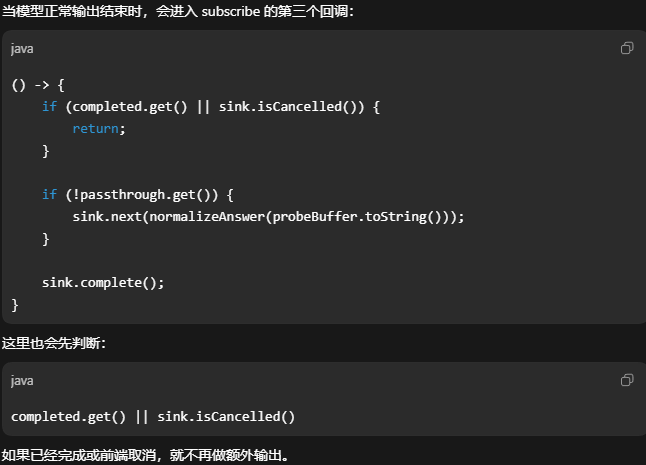 当模型正常输出结束时，会进入 subscribe 的第三个回调：
java
() -> {
    if (completed.get() || sink.isCancelled()) {
        return;
    }
    if (!passthrough.get()) {
        sink.next(normalizeAnswer(probeBuffer.toString()));
    }
    sink.complete();
}
这里也会先判断：
java
completed.get() || sink.isCancelled()
如果已经完成或前端取消，就不再做额外输出。